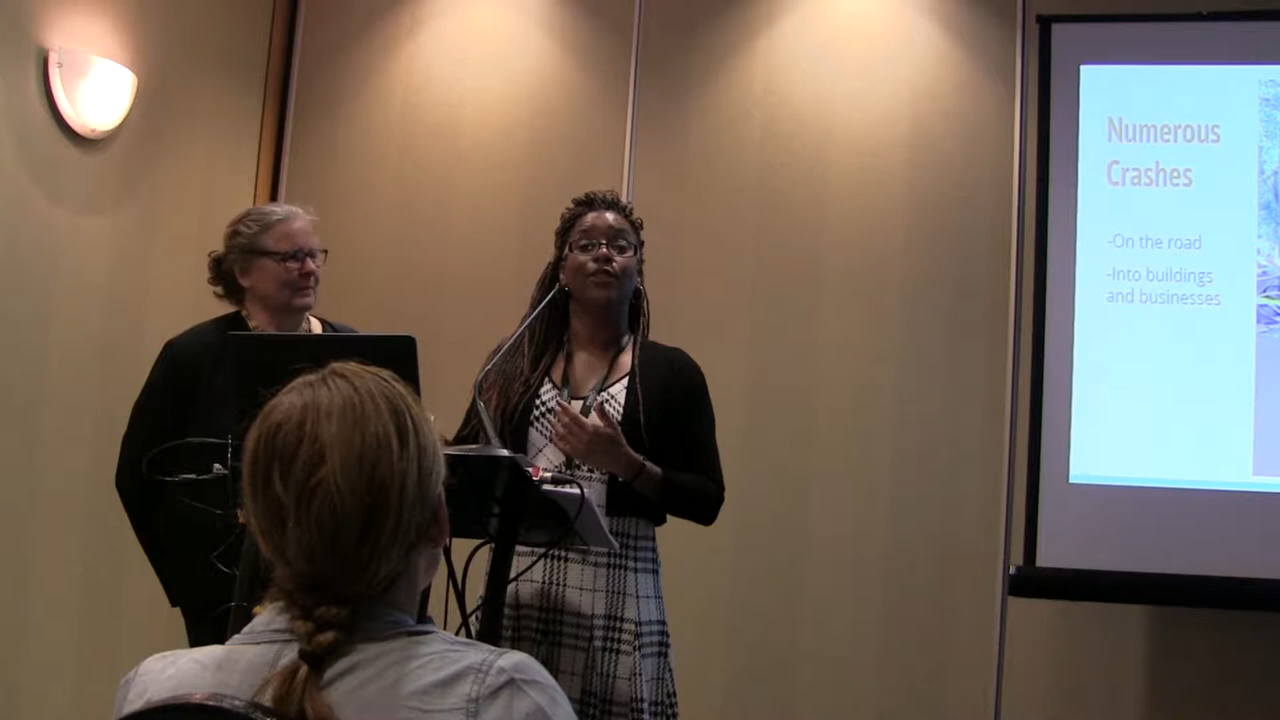 Numerous
Crashes
-On the road
-Into buildings
and businesses